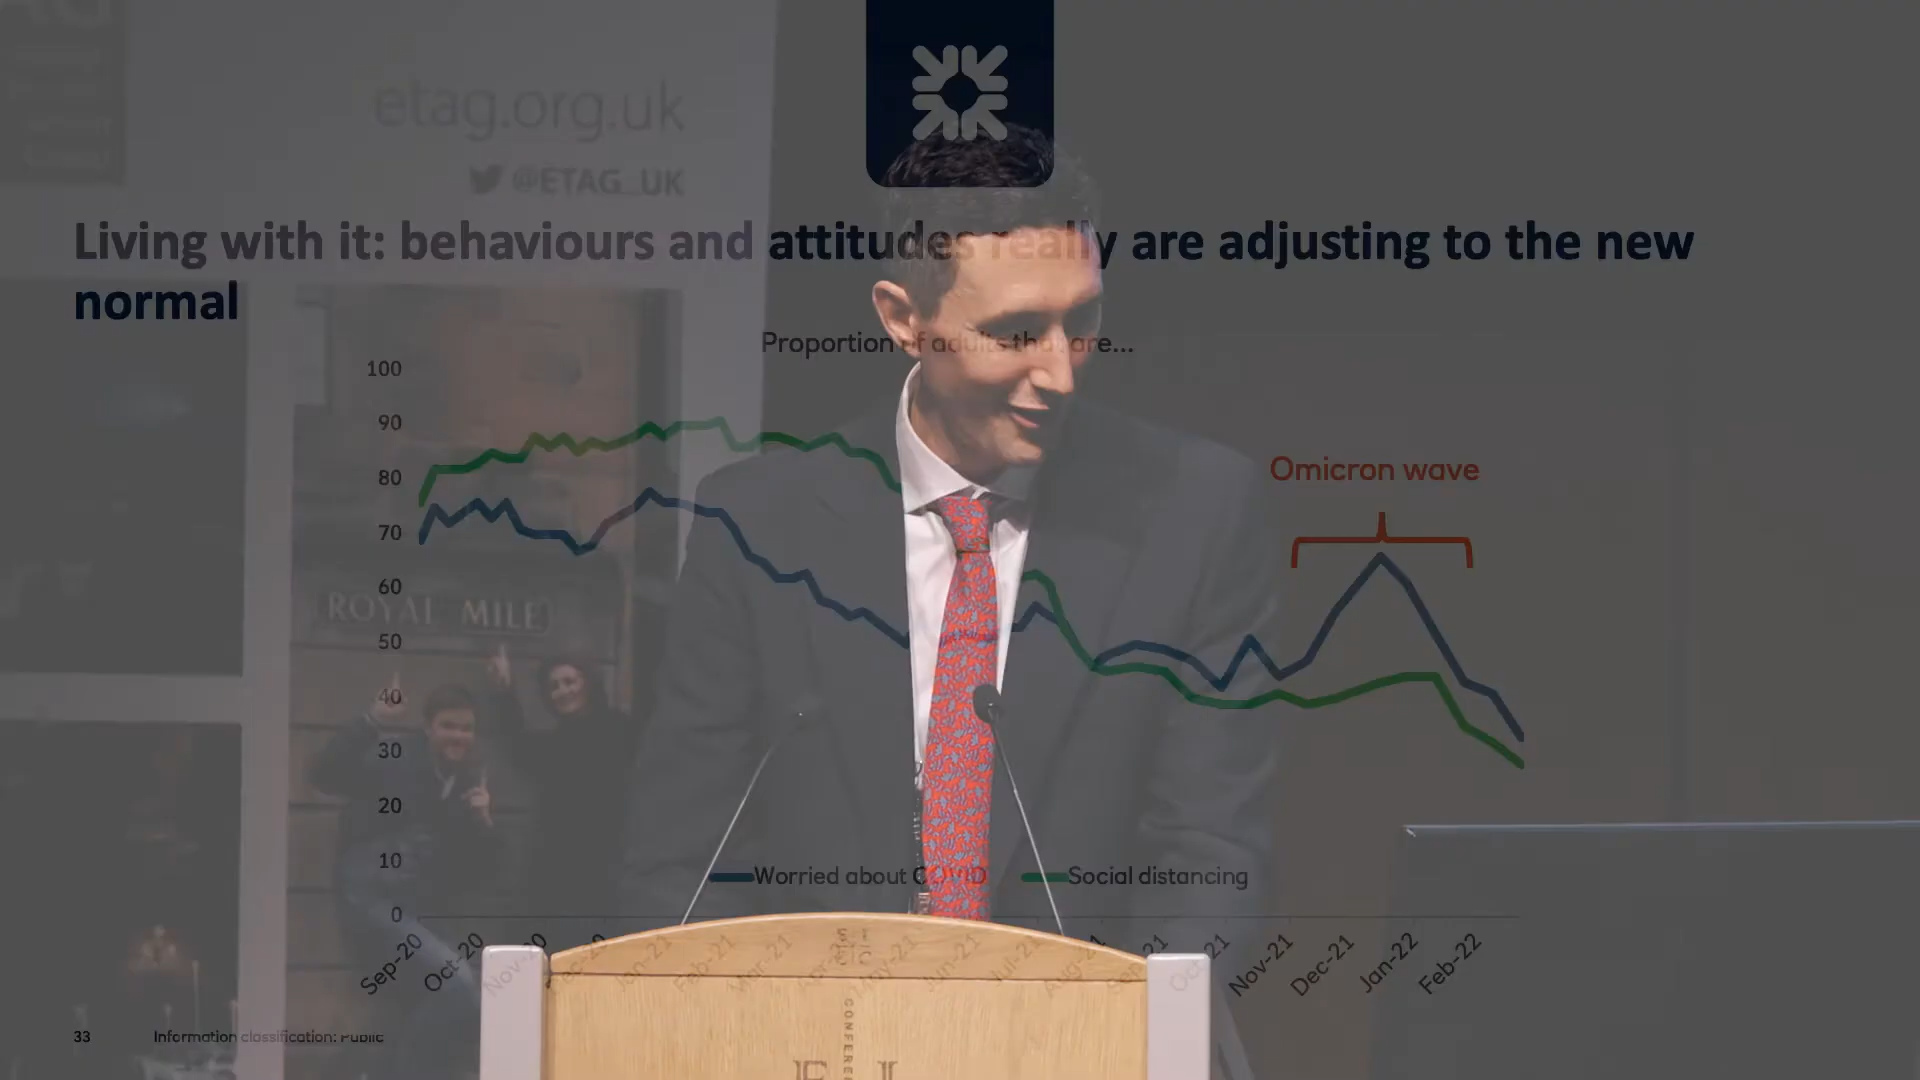 etag.org.uk
@ETAG_UK
Living with it: behaviours and attitudes really are adjusting to the new
normal
Proportion of adults that are...
100
90
80
70
60
50
40
30
20
10
0
Omicron wave
ROYAL MILE
Worried about COVID
Social distancing
Sep-20
Oct-20
Nov-20
Dec-20
Jan-21
Feb-21
Mar-21
Apr-21
May-21
Jun-21
Jul-21
Aug-21
Sep-21
Oct-21
Nov-21
Dec-21
Jan-22
Feb-22
33
Information classification: Public